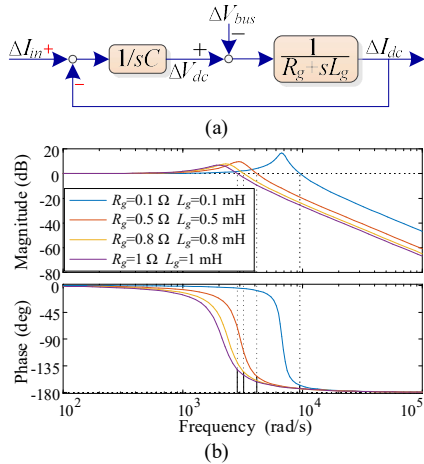 ΔV_bus
ΔI_in + 1/sC + − 1 ΔI_dc
− ΔV_dc R_g+sL_g
(a)
20
0
-20
-40
-60
-80
Magnitude (dB)
R_g=0.1 Ω L_g=0.1 mH
R_g=0.5 Ω L_g=0.5 mH
R_g=0.8 Ω L_g=0.8 mH
R_g=1 Ω L_g=1 mH
0
-45
-90
-135
-180
Phase (deg)
10^2 10^3 10^4 10^5
Frequency (rad/s)
(b)